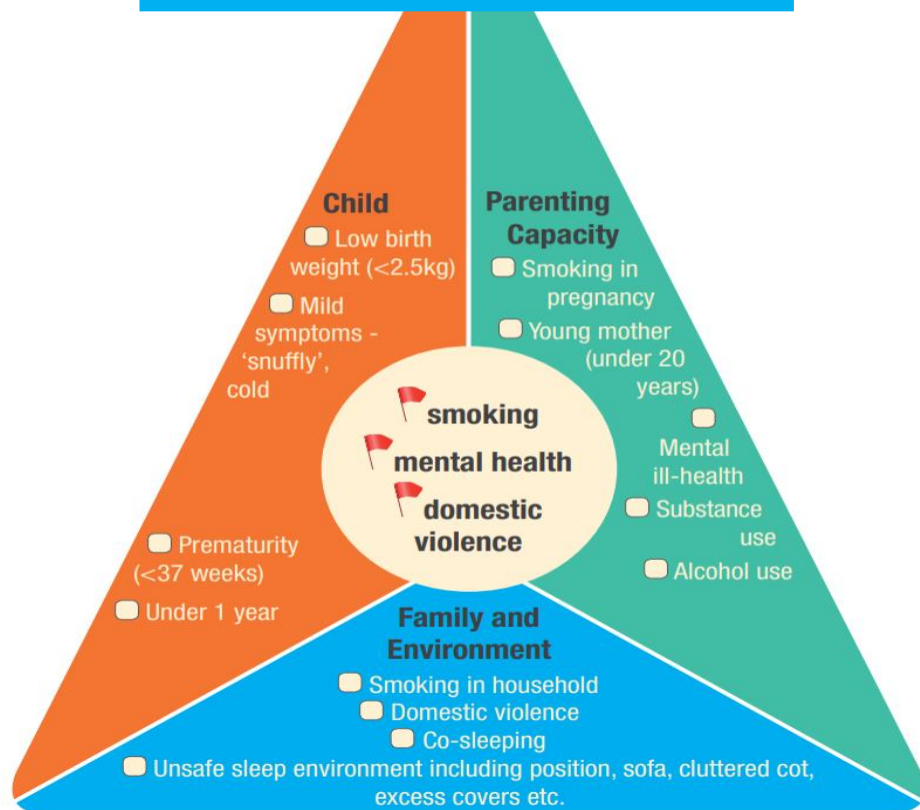 Child
Low birth
weight (<2.5kg)
Mild
symptoms -
‘snuffly’,
cold
Prematurity
(<37 weeks)
Under 1 year
Parenting
Capacity
Smoking in
pregnancy
Young mother
(under 20
years)
Mental
ill-health
Substance
use
Alcohol use
smoking
mental health
domestic
violence
Family and
Environment
Smoking in household
Domestic violence
Co-sleeping
Unsafe sleep environment including position, sofa, cluttered cot,
excess covers etc.